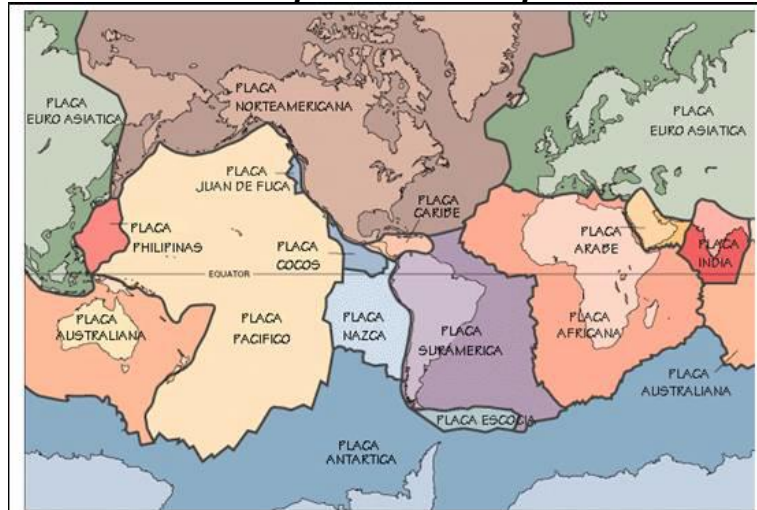 PLACA
NORTEAMERICANA
PLACA
EURO ASIATICA
PLACA
EURO ASIATICA
PLACA
JUAN DE FUCA
PLACA
CARIBE
PLACA
PHILIPINAS
PLACA
COCOS
PLACA
ARABE
PLACA
INDIA
EQUATOR
PLACA
AUSTRALIANA
PLACA
PACIFICO
PLACA
NAZCA
PLACA
SURAMERICA
PLACA
AFRICANA
PLACA
AUSTRALIANA
PLACA ESCOCIA
PLACA
ANTARTICA